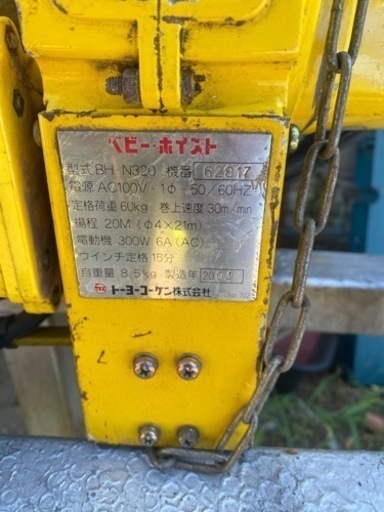 ベビー・ホイスト
型式 BH N320 機番 62817
電源 AC100V-1Φ 50/60HZ
定格荷重 60kg 巻上速度 30m/min
揚程 20M (Φ4×21m)
電動機 300W 6A(AC)
ウインチ定格 15分
自重量 8.5kg 製造年
トーヨーコーケン株式会社